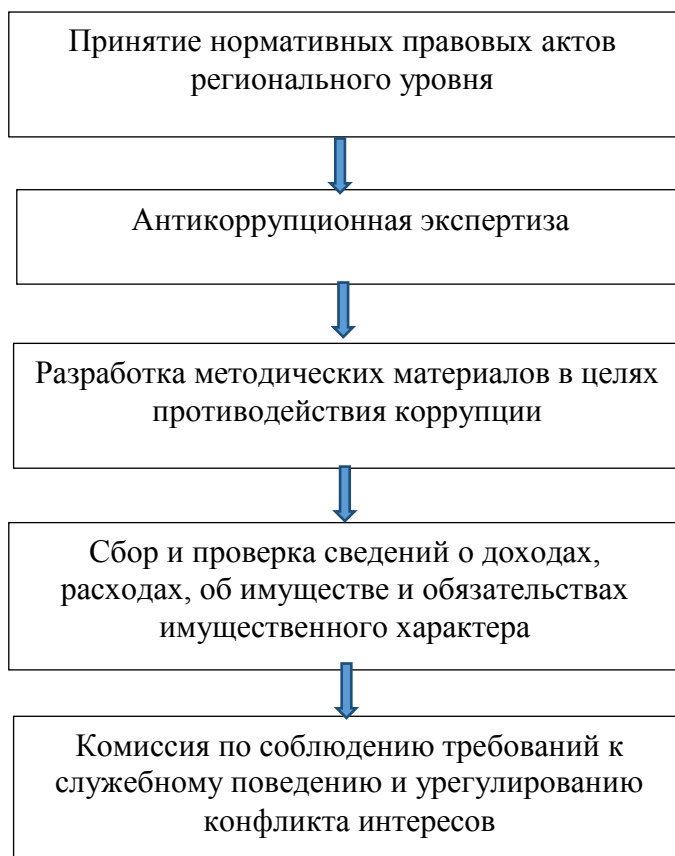 Принятие нормативных правовых актов
регионального уровня
Антикоррупционная экспертиза
Разработка методических материалов в целях
противодействия коррупции
Сбор и проверка сведений о доходах,
расходах, об имуществе и обязательствах
имущественного характера
Комиссия по соблюдению требований к
служебному поведению и урегулированию
конфликта интересов